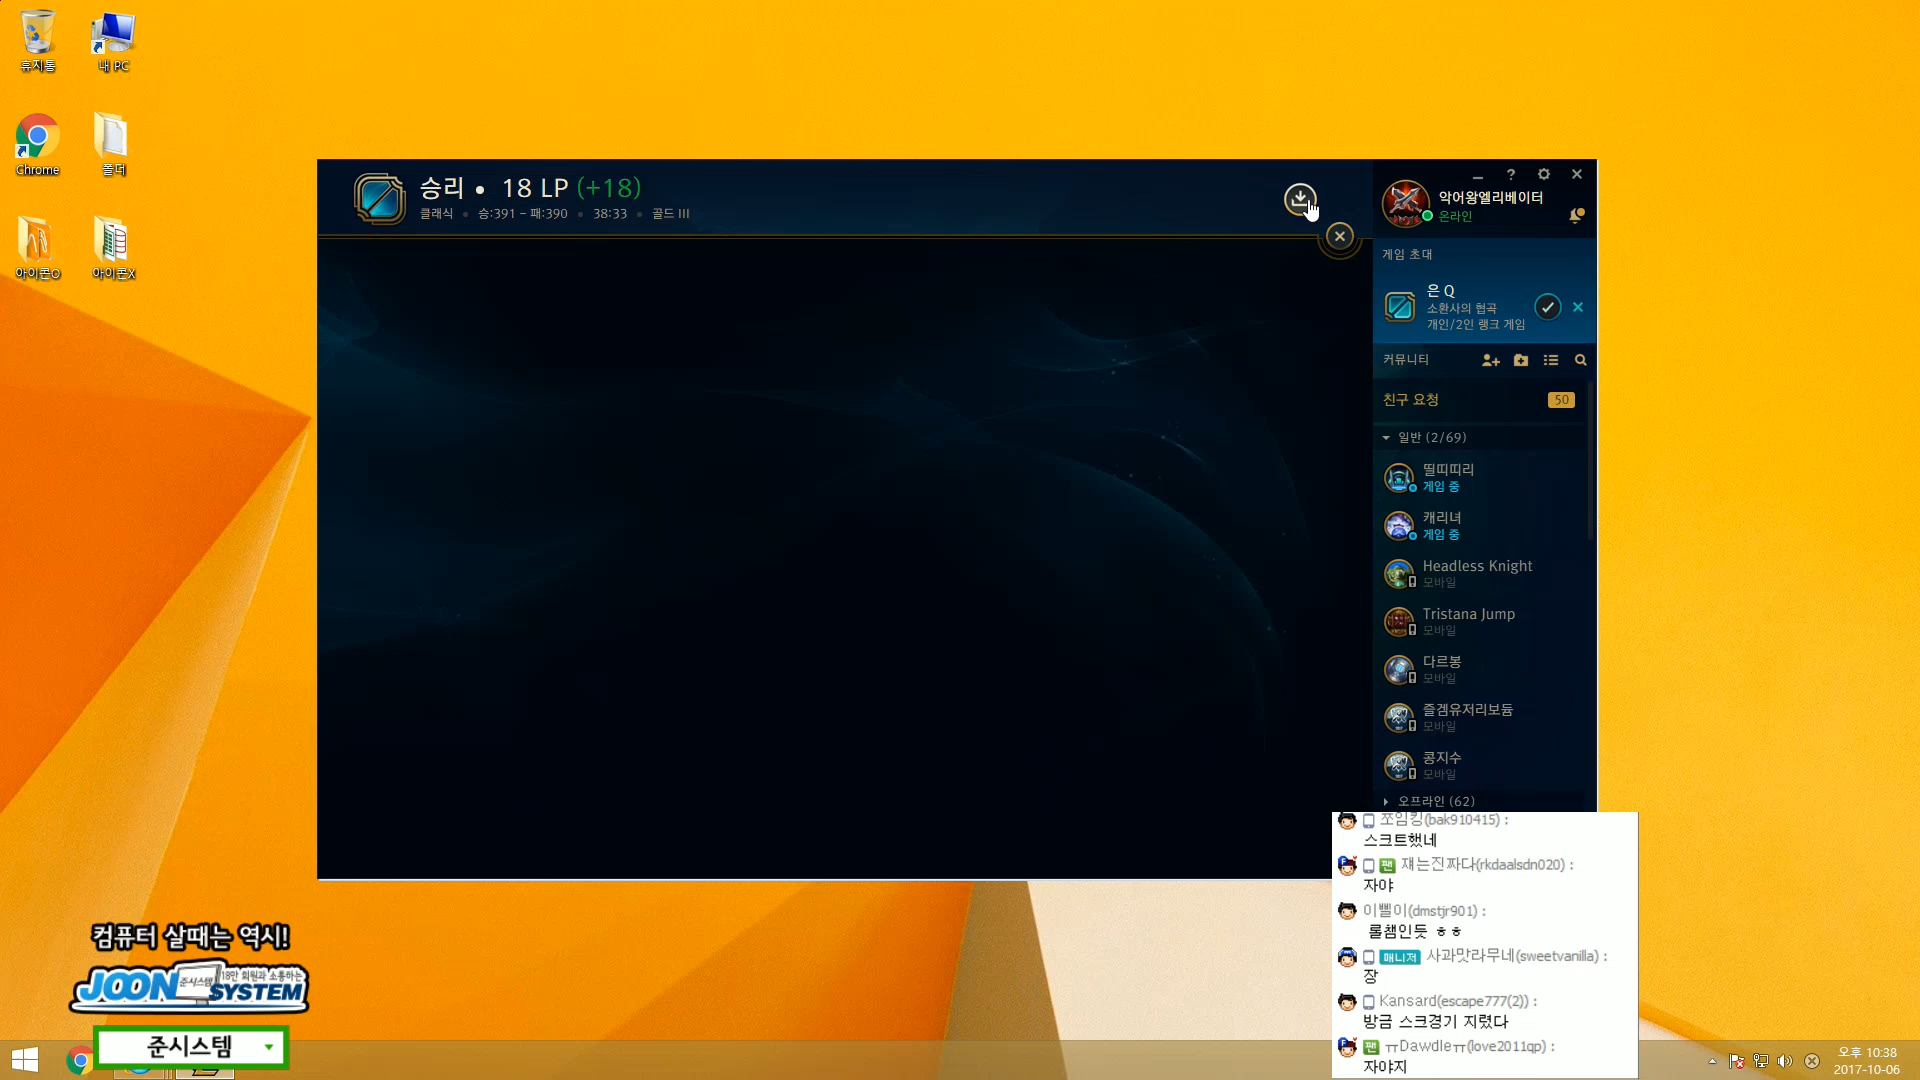 휴지통
내 PC
Chrome
폴더
아이콘O
아이콘X
승리 • 18 LP (+18)
클래식 • 승:391 – 패:390 • 38:33 • 골드 III
악어왕엘리베이터
온라인
게임 초대
은 Q
소환사의 협곡
개인/2인 랭크 게임
커뮤니티
친구 요청
50
일반 (2/69)
띨띠띠리
게임 중
캐리녀
게임 중
Headless Knight
모바일
Tristana Jump
모바일
다르봉
모바일
즐겜유저리보듐
모바일
콩지수
모바일
오프라인 (62)
쪼임킹(bak910415) :
스크트했네
팬 쟤는진짜다(rkdaalsdn020) :
자야
이삘이(dmstjr901) :
롤챔인듯 ㅎㅎ
매니저 사과맛라무네(sweetvanilla) :
장
Kansard(escape777(2)) :
방금 스크경기 지렸다
팬 ㅠDawdleㅠ(love2011qp) :
자야지
컴퓨터 살때는 역시!
18만 회원과 소통하는
JOON 준시스템 SYSTEM
준시스템
오후 10:38
2017-10-06